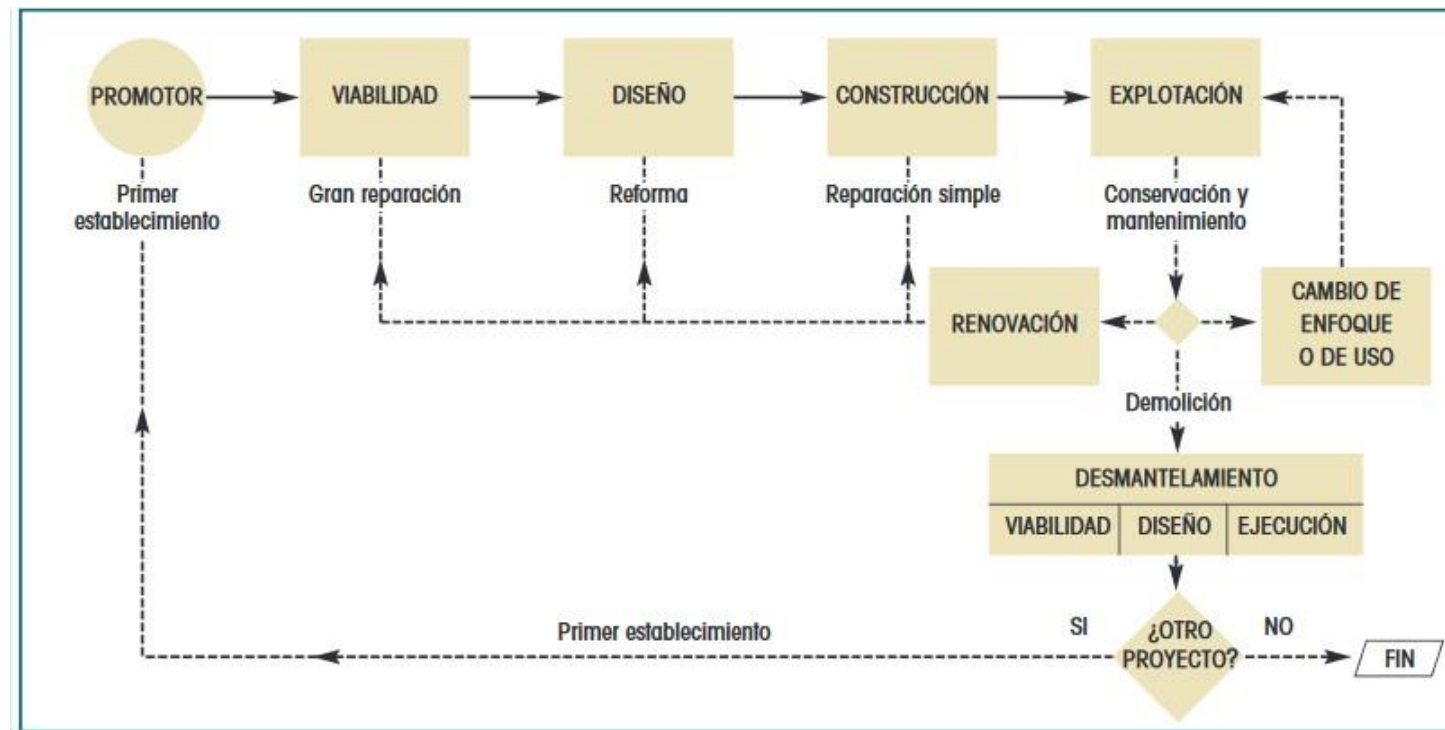 PROMOTOR
VIABILIDAD
DISEÑO
CONSTRUCCIÓN
EXPLOTACIÓN
Primer
establecimiento
Gran reparación
Reforma
Reparación simple
Conservación y
mantenimiento
RENOVACIÓN
CAMBIO DE
ENFOQUE
O DE USO
Demolición
DESMANTELAMIENTO
VIABILIDAD
DISEÑO
EJECUCIÓN
Primer establecimiento
SI
¿OTRO
PROYECTO?
NO
FIN